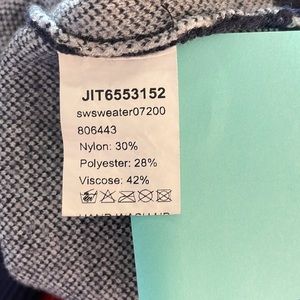 JIT6553152
swsweater07200
806443
Nylon: 30%
Polyester: 28%
Viscose: 42%